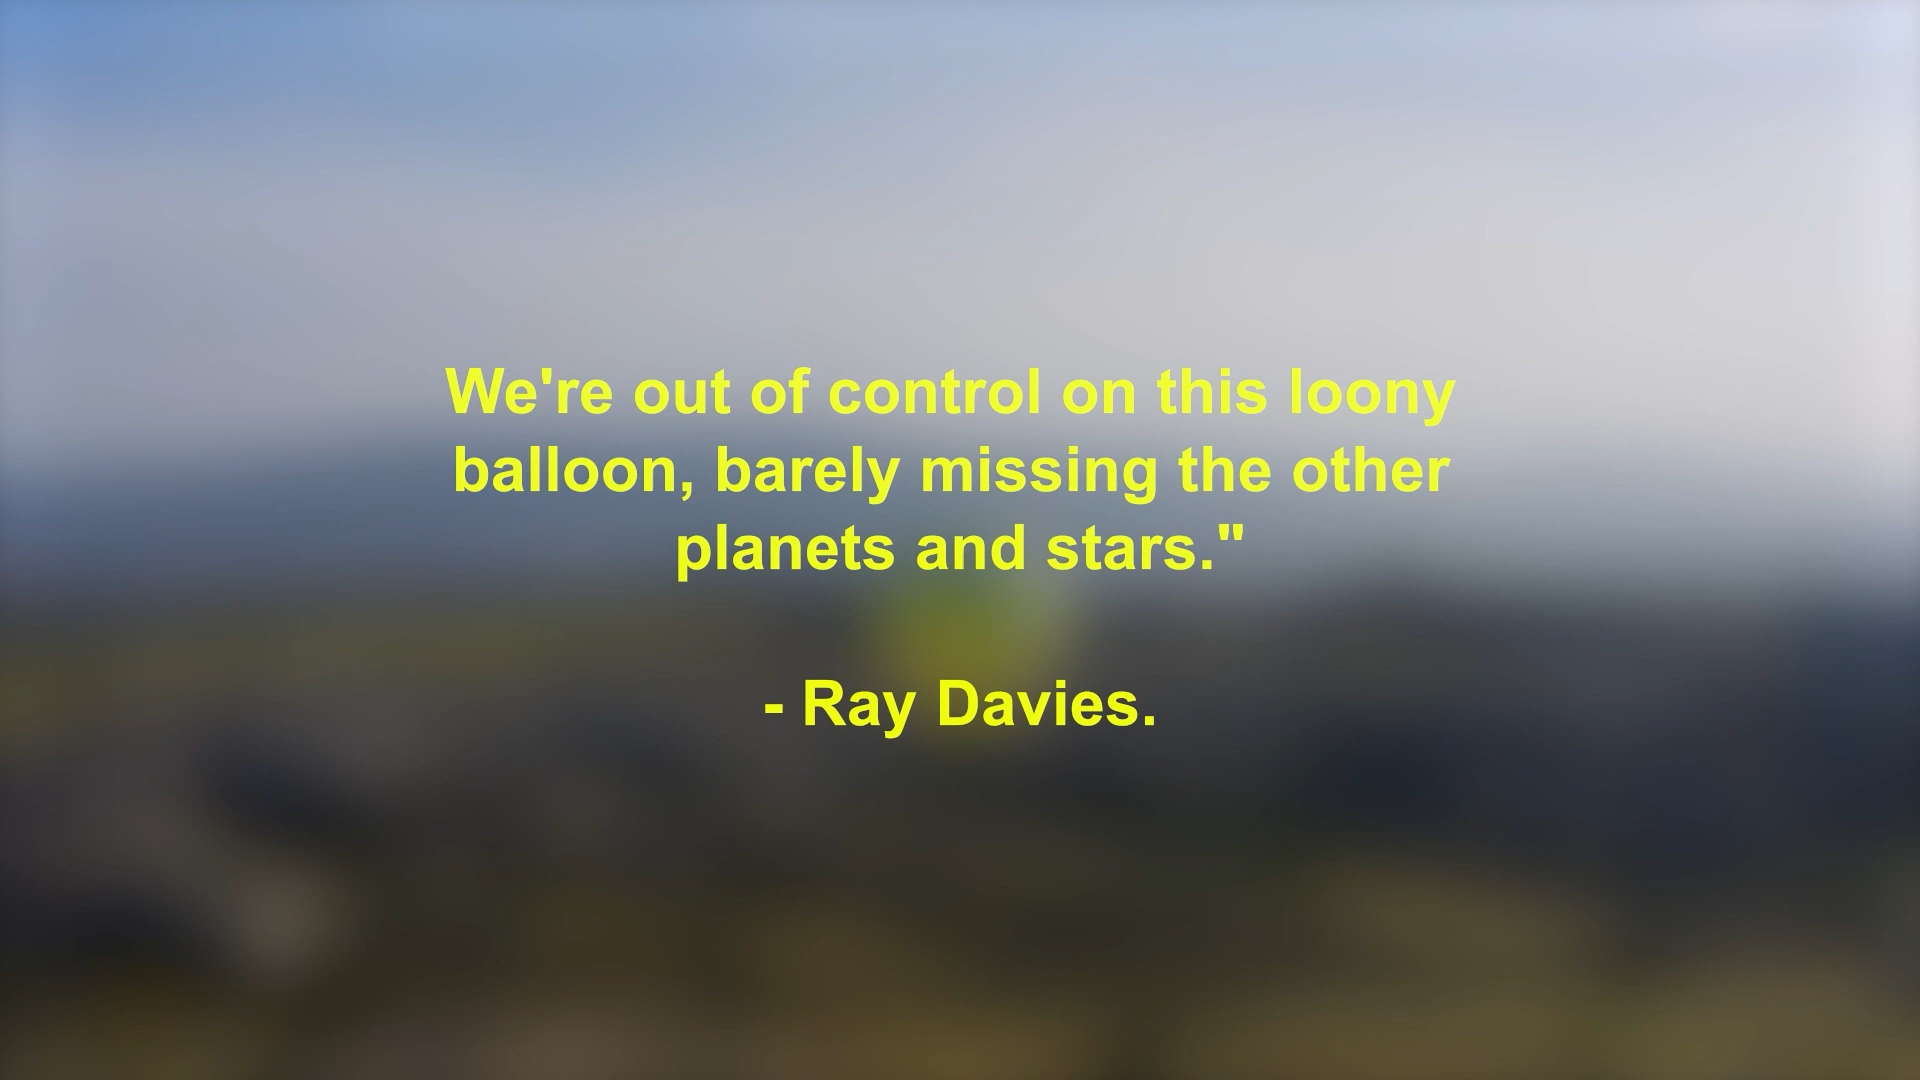 We're out of control on this loony
balloon, barely missing the other
planets and stars."
- Ray Davies.